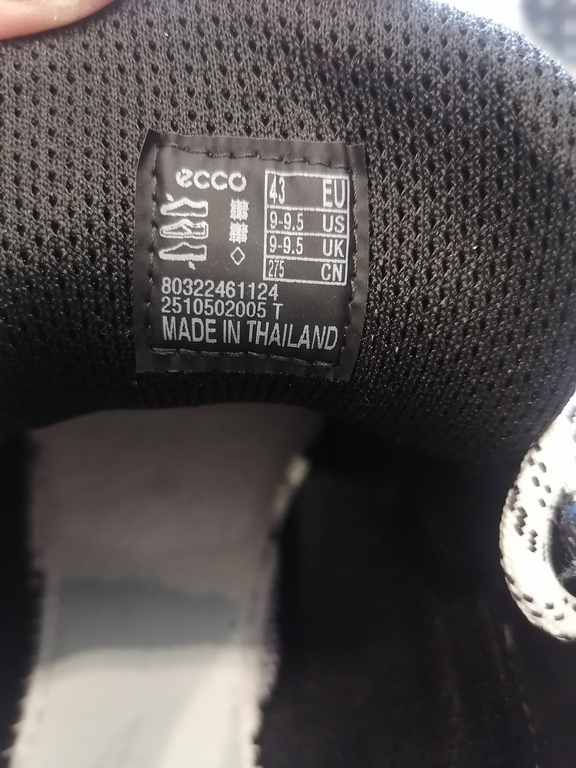 ecco
43 EU
9-9.5 US
9-9.5 UK
275 CN
80322461124
2510502005 T
MADE IN THAILAND